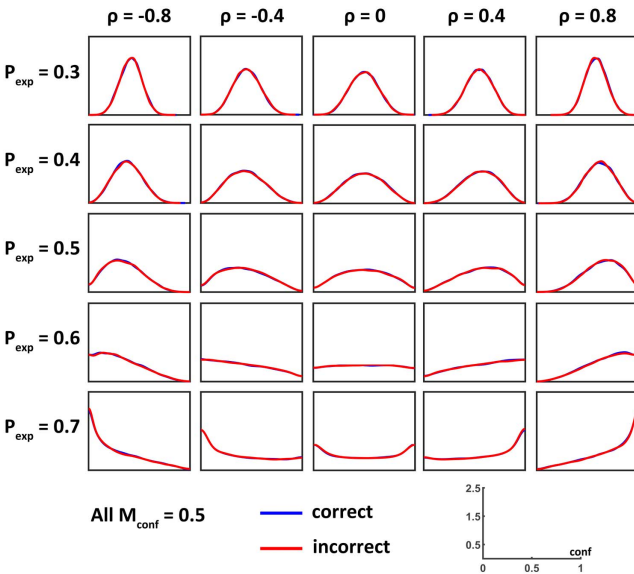 ρ = -0.8 ρ = -0.4 ρ = 0 ρ = 0.4 ρ = 0.8
P_exp = 0.3
P_exp = 0.4
P_exp = 0.5
P_exp = 0.6
P_exp = 0.7
All M_conf = 0.5
correct
incorrect
2.5
1.5
0.5
conf
0 0.5 1